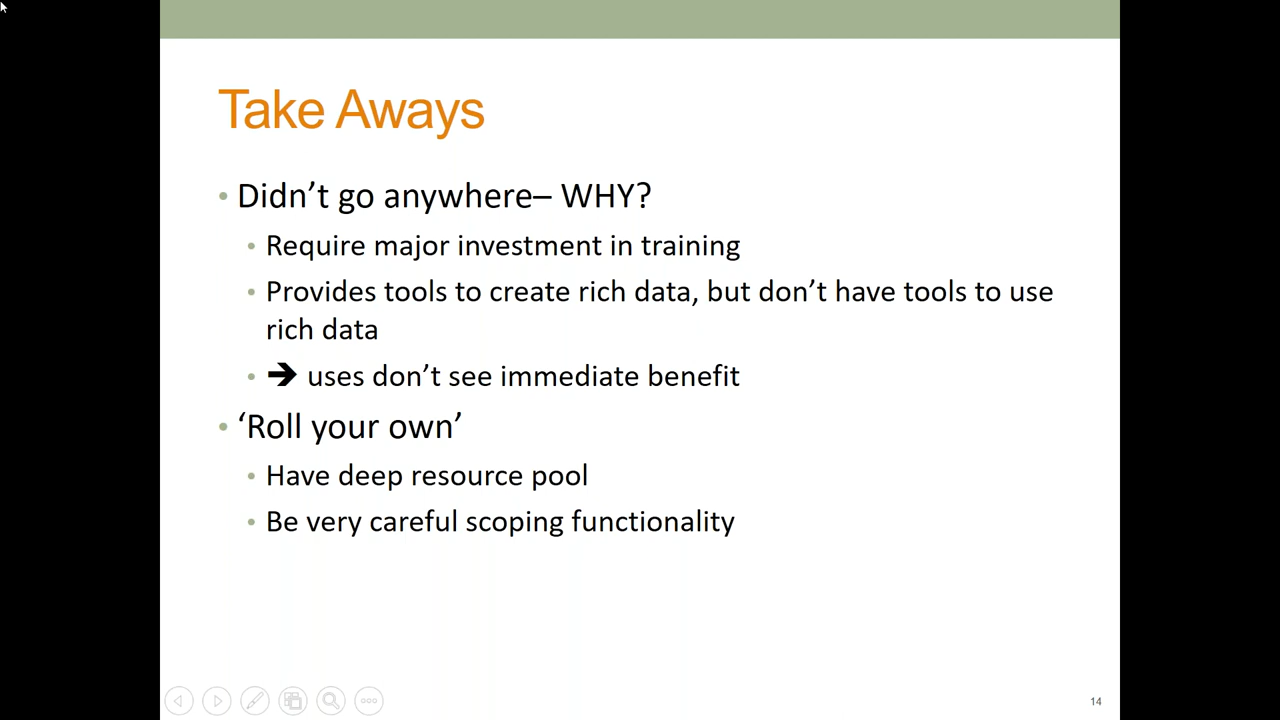 Take Aways
• Didn’t go anywhere– WHY?
• Require major investment in training
• Provides tools to create rich data, but don’t have tools to use
rich data
• ➔ uses don’t see immediate benefit
• ‘Roll your own’
• Have deep resource pool
• Be very careful scoping functionality
14